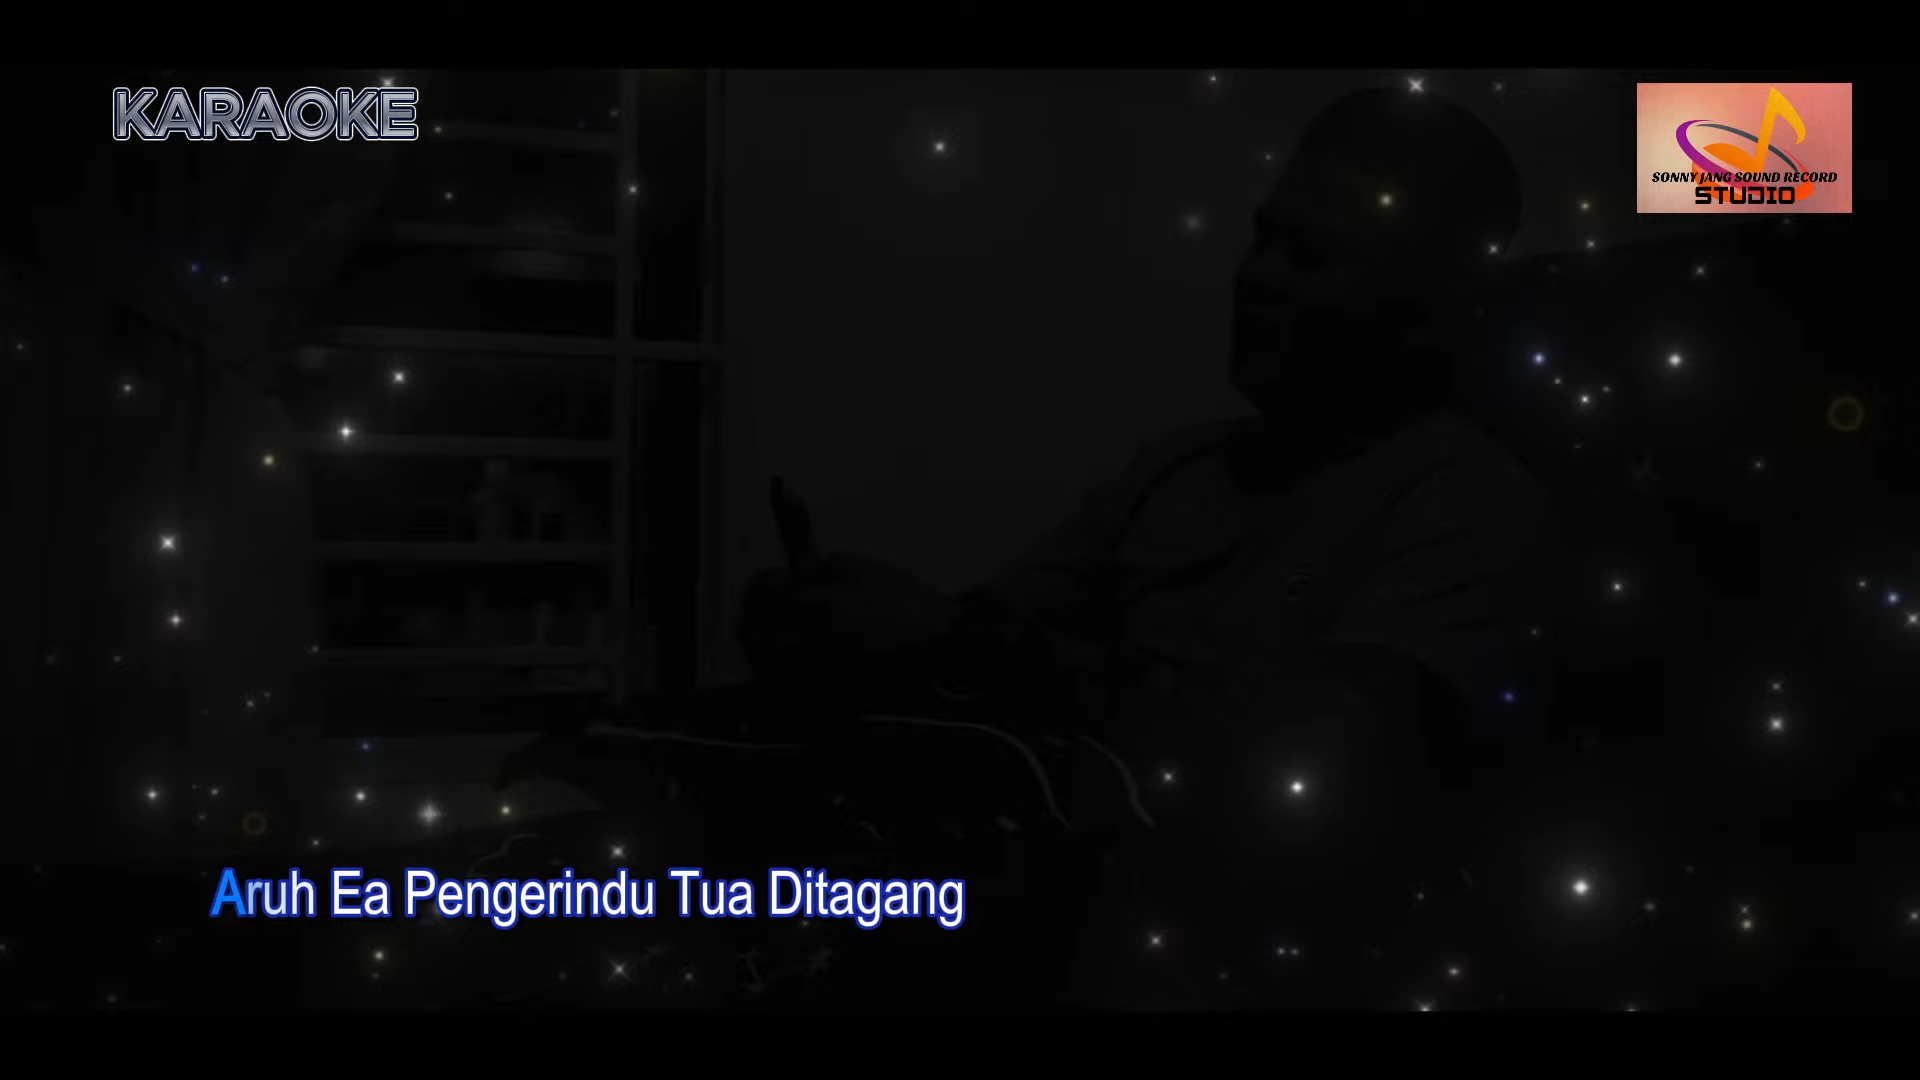 KARAOKE
SONNY JANG SOUND RECORD
STUDIO
Aruh Ea Pengerindu Tua Ditagang